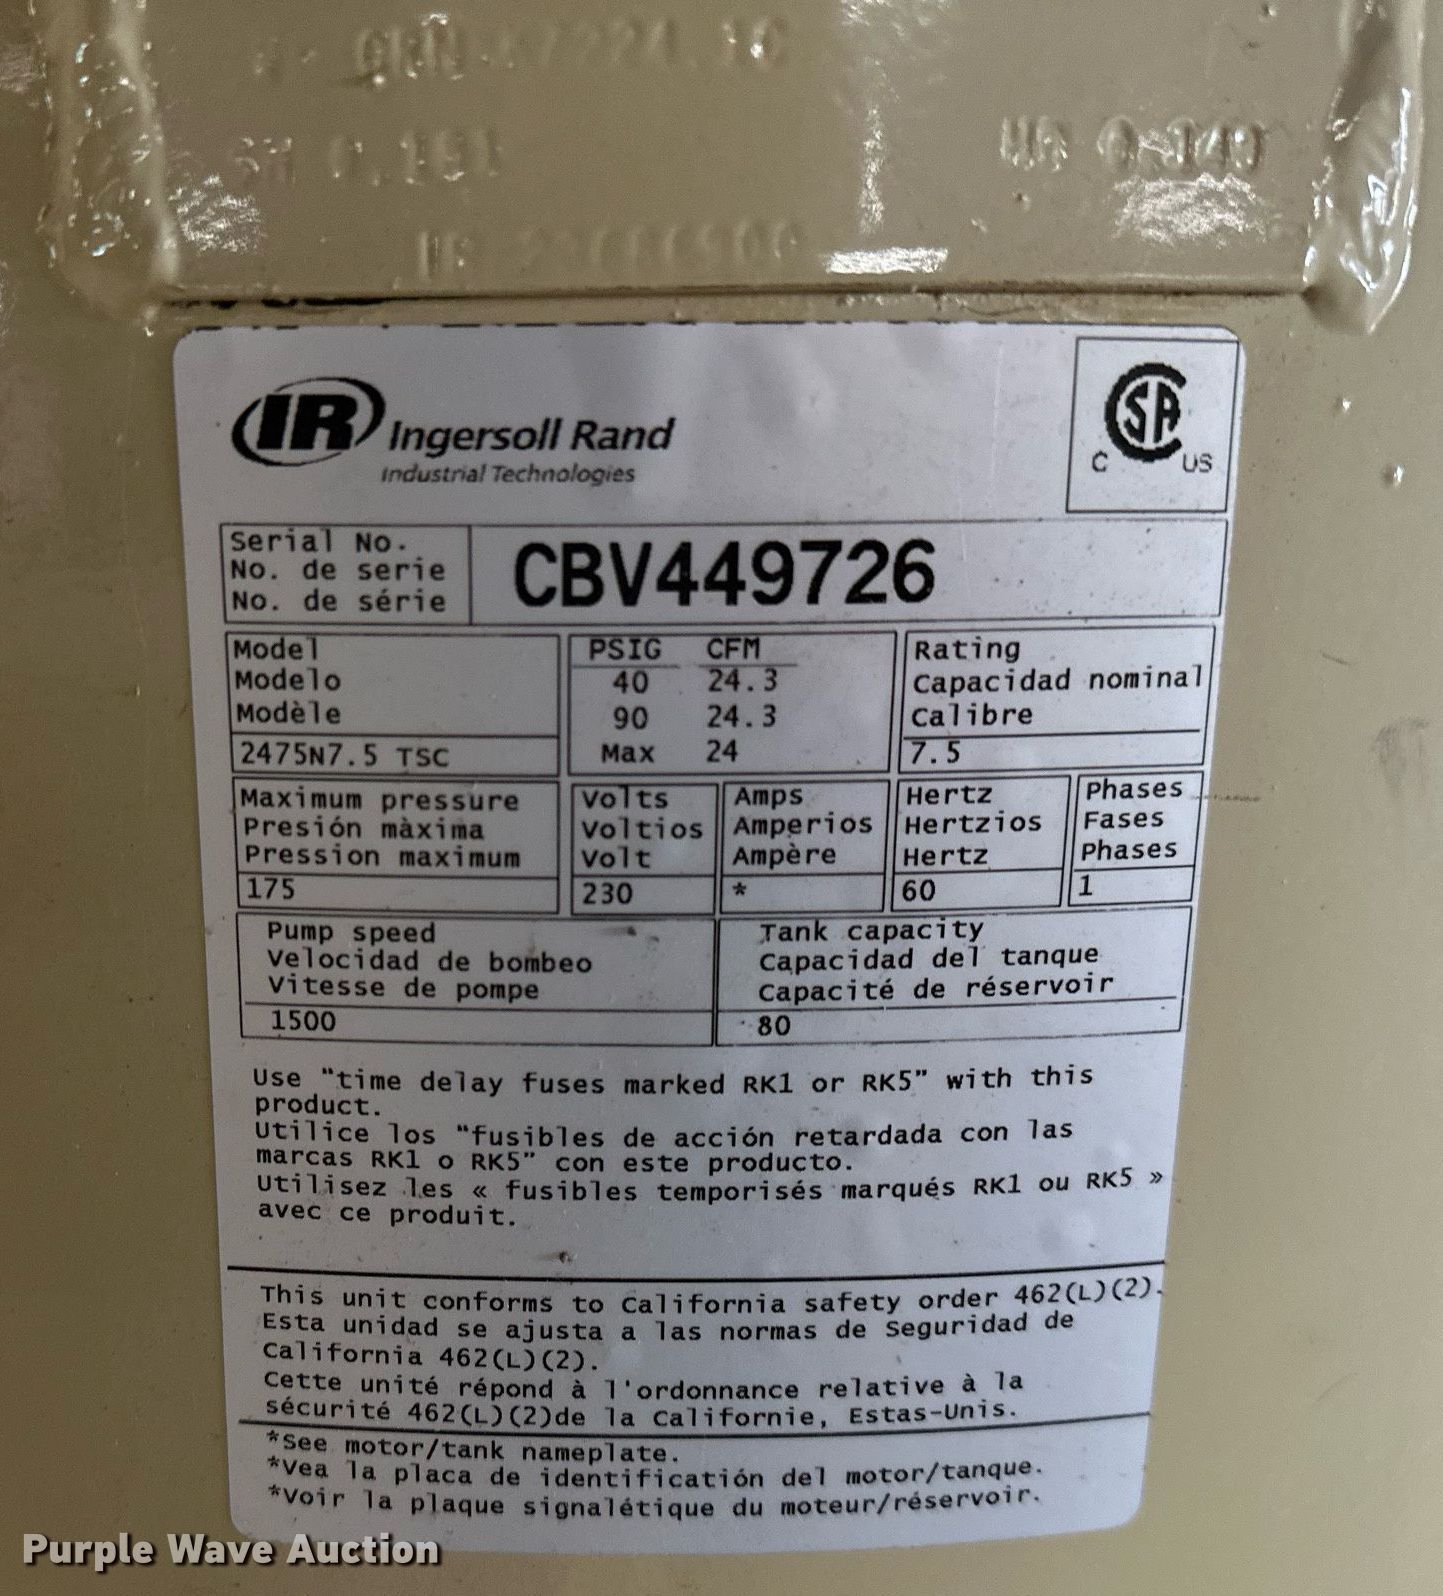 IR Ingersoll Rand
Industrial Technologies
CSA
C US
Serial No.
No. de serie
No. de série
CBV449726
Model
Modelo
Modèle
2475N7.5 TSC
PSIG CFM
40 24.3
90 24.3
Max 24
Rating
Capacidad nominal
Calibre
7.5
Maximum pressure
Presión màxima
Pression maximum
175
Volts
Voltios
Volt
230
Amps
Amperios
Ampère
*
Hertz
Hertzios
Hertz
60
Phases
Fases
Phases
1
Pump speed
Velocidad de bombeo
Vitesse de pompe
1500
Tank capacity
Capacidad del tanque
Capacité de réservoir
80
Use "time delay fuses marked RK1 or RK5" with this
product.
Utilice los "fusibles de acción retardada con las
marcas RK1 o RK5" con este producto.
Utilisez les « fusibles temporisés marqués RK1 ou RK5 »
avec ce produit.
This unit conforms to California safety order 462(L)(2).
Esta unidad se ajusta a las normas de Seguridad de
California 462(L)(2).
Cette unité répond à l'ordonnance relative à la
sécurité 462(L)(2)de la Californie, Estas-Unis.
*See motor/tank nameplate.
*Vea la placa de identificación del motor/tanque.
*Voir la plaque signalétique du moteur/réservoir.
Purple Wave Auction